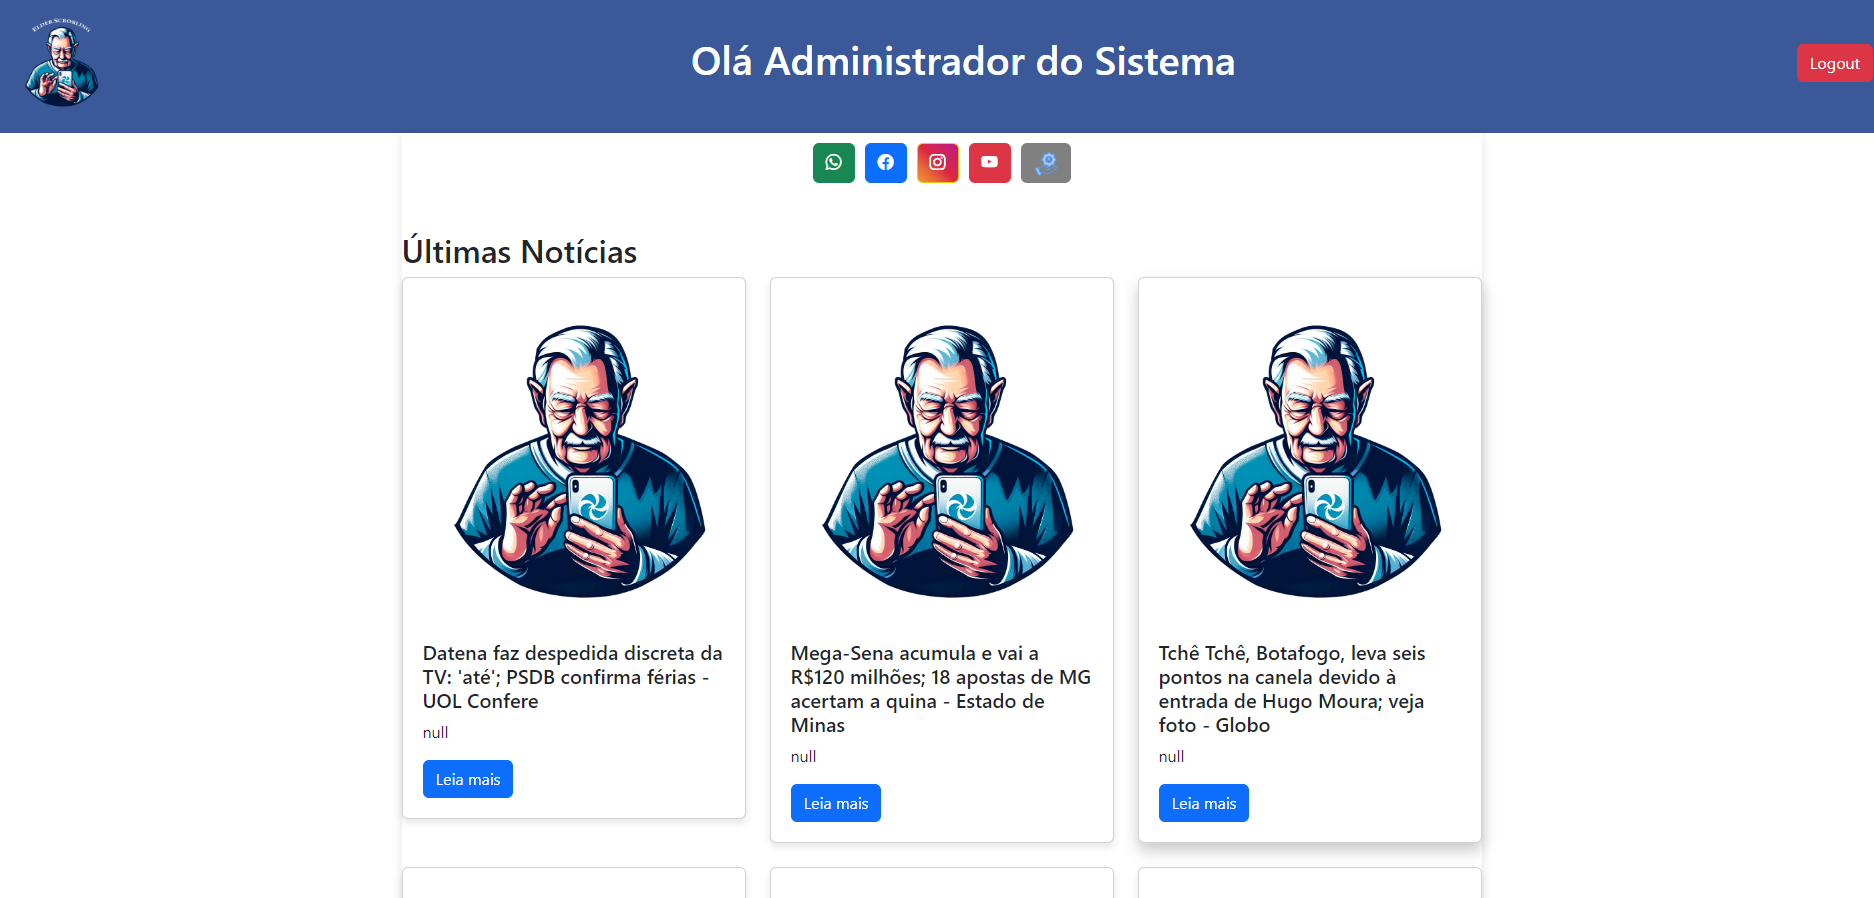 Elder Scrorling
Olá Administrador do Sistema
Logout
Últimas Notícias
Datena faz despedida discreta da
TV: 'até'; PSDB confirma férias -
UOL Confere
null
Leia mais
Mega-Sena acumula e vai a
R$120 milhões; 18 apostas de MG
acertam a quina - Estado de
Minas
null
Leia mais
Tchê Tchê, Botafogo, leva seis
pontos na canela devido à
entrada de Hugo Moura; veja
foto - Globo
null
Leia mais